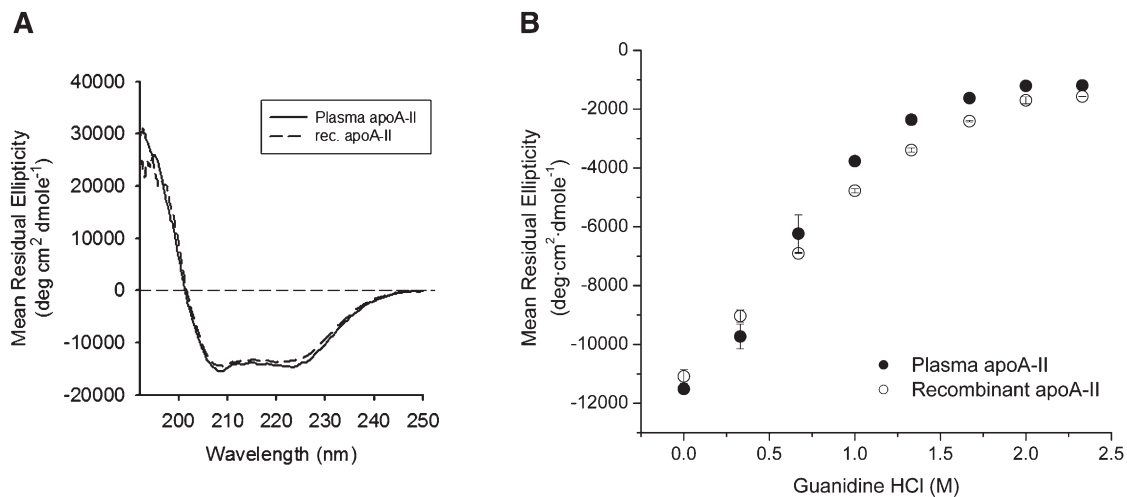 A
40000
30000
20000
10000
0
-10000
-20000
Mean Residual Ellipticity
(deg cm² dmole⁻¹)
Plasma apoA-II
rec. apoA-II
200 210 220 230 240 250
Wavelength (nm)
B
0
-2000
-4000
-6000
-8000
-10000
-12000
Mean Residual Ellipticity
(deg·cm²·dmole⁻¹)
Plasma apoA-II
Recombinant apoA-II
0.0 0.5 1.0 1.5 2.0 2.5
Guanidine HCl (M)